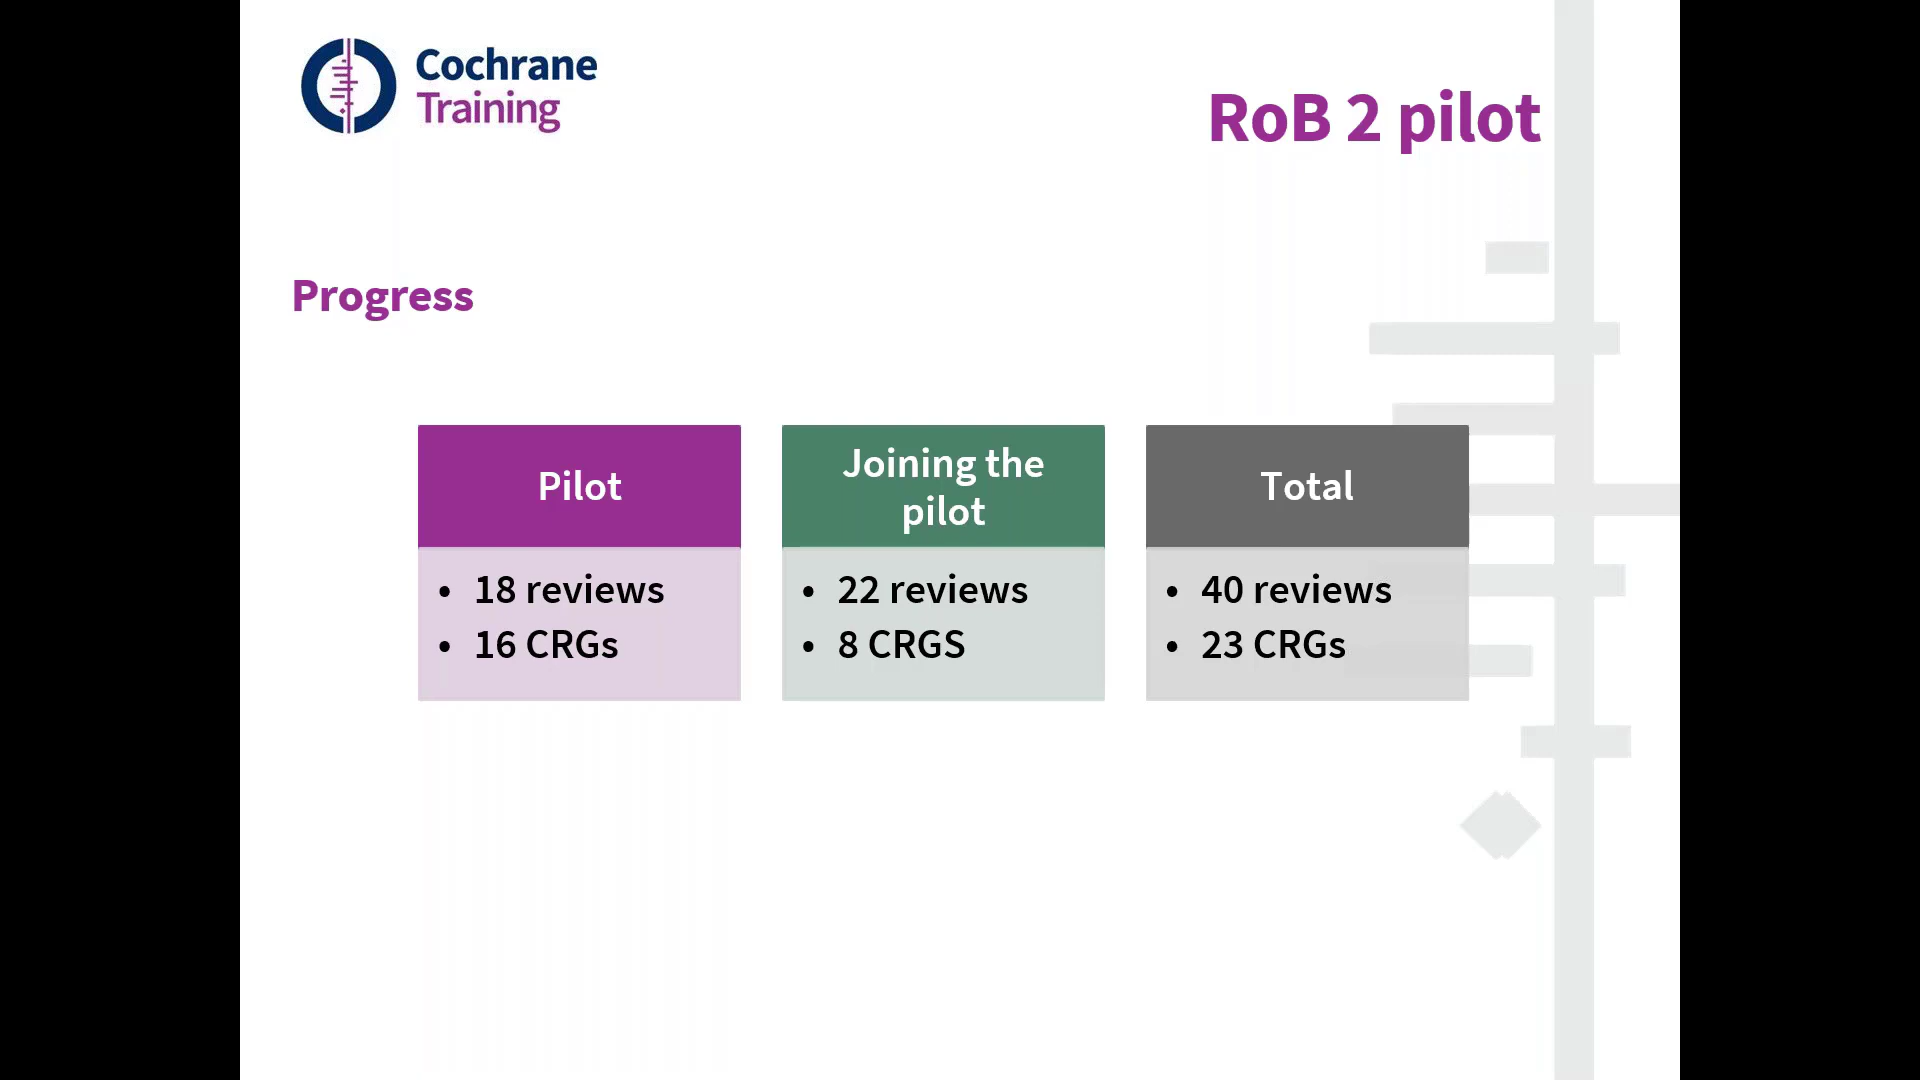 Cochrane
Training
RoB 2 pilot
Progress
Pilot
• 18 reviews
• 16 CRGs
Joining the
pilot
• 22 reviews
• 8 CRGS
Total
• 40 reviews
• 23 CRGs